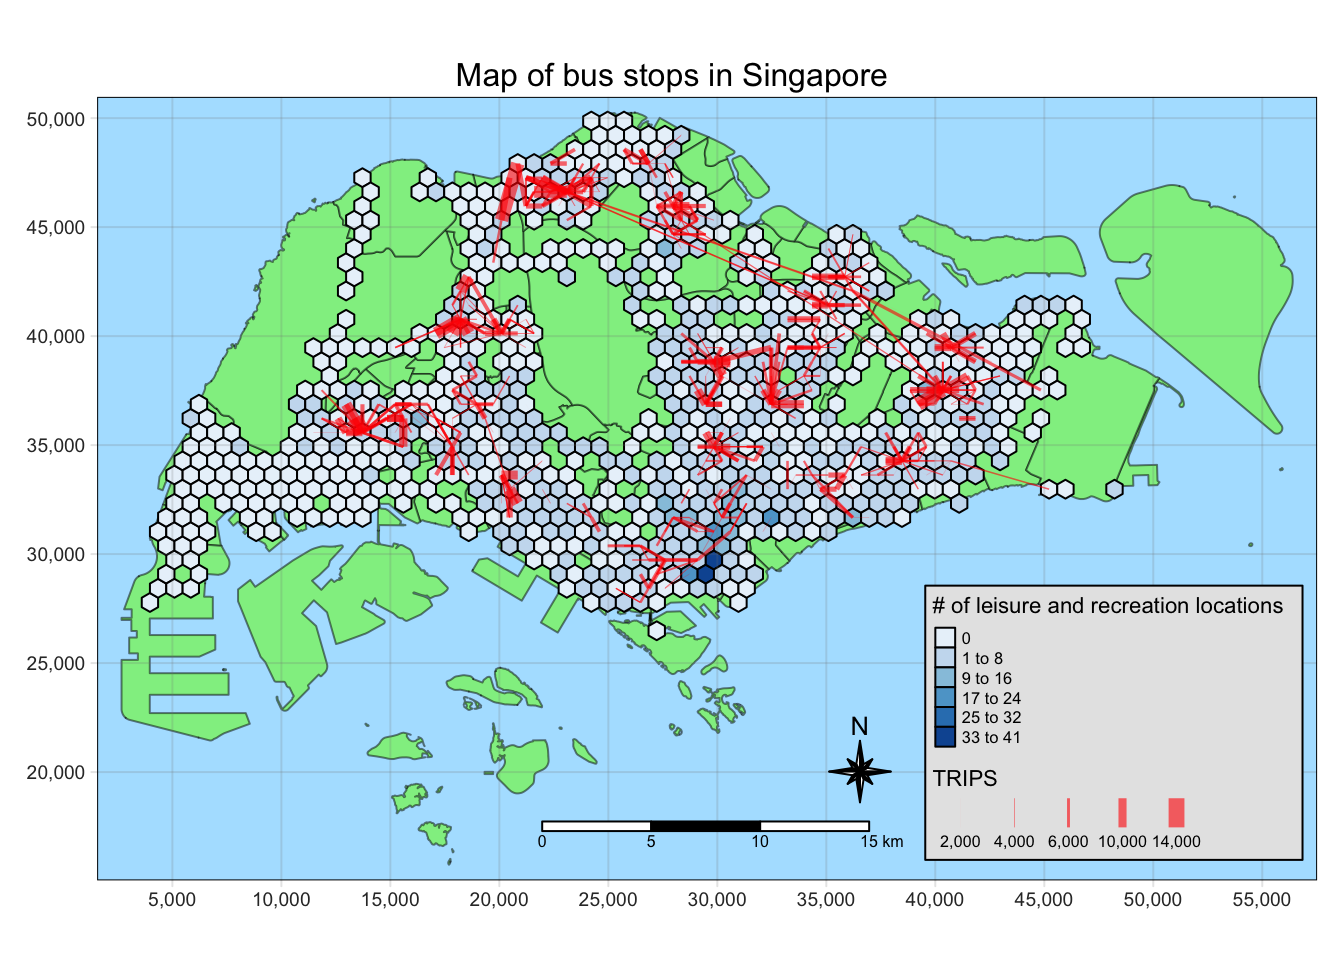 Map of bus stops in Singapore
50,000
45,000
40,000
35,000
30,000
25,000
20,000
# of leisure and recreation locations
0
1 to 8
9 to 16
17 to 24
25 to 32
33 to 41
N
TRIPS
2,000 4,000 6,000 10,000 14,000
0 5 10 15 km
5,000 10,000 15,000 20,000 25,000 30,000 35,000 40,000 45,000 50,000 55,000